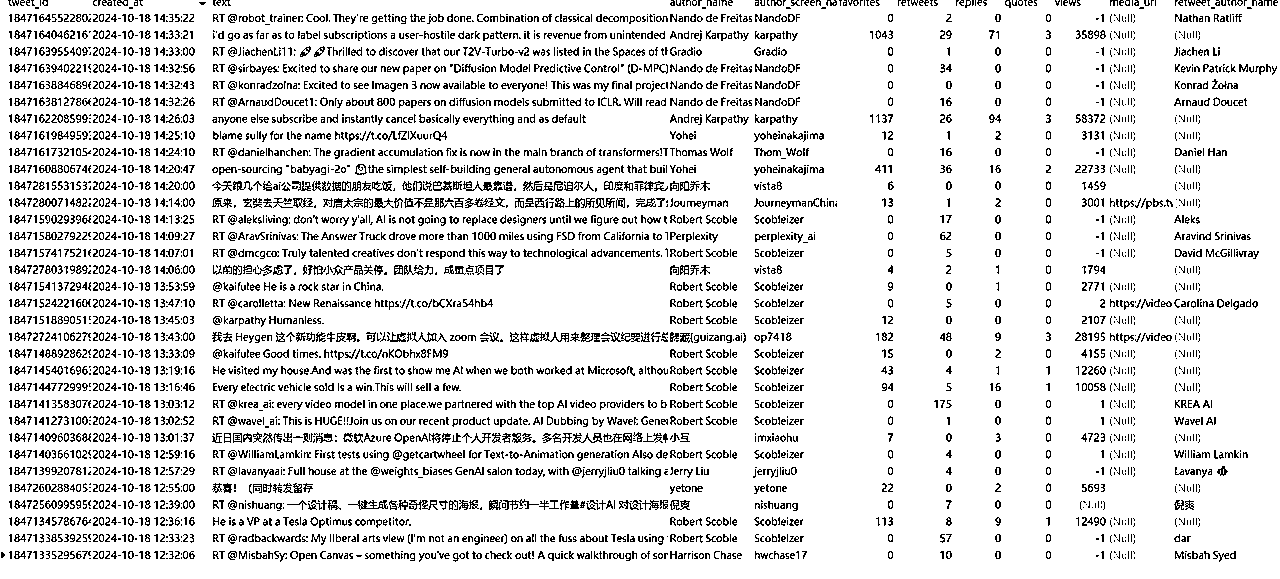 tweet_id created_at text author_name author_screen_na favorites retweets replies quotes views media_url retweet_author_name
2024-10-18 14:35:22 RT @robot_trainer: Cool. They're getting the job done. Combination of classical decomposition Nando de Freitas NandoDF 0 2 0 0 -1 (Null) Nathan Ratliff
2024-10-18 14:33:21 i'd go as far as to label subscriptions a user-hostile dark pattern. it is revenue from unintended Andrej Karpathy karpathy 1043 29 71 3 35898 (Null) (Null)
2024-10-18 14:33:00 RT @JiachenLi11: 🚀🚀Thrilled to discover that our T2V-Turbo-v2 was listed in the Spaces of th Gradio Gradio 0 0 0 -1 (Null) Jiachen Li
2024-10-18 14:32:56 RT @sirbayes: Excited to share our new paper on "Diffusion Model Predictive Control" (D-MPC) Nando de Freitas NandoDF 0 34 0 0 -1 (Null) Kevin Patrick Murphy
2024-10-18 14:32:43 RT @konradzolna: Excited to see Imagen 3 now available to everyone! This was my final project Nando de Freitas NandoDF 0 0 0 0 -1 (Null) Konrad Żołna
2024-10-18 14:32:26 RT @ArnaudDoucet1: Only about 800 papers on diffusion models submitted to ICLR. Will read Nando de Freitas NandoDF 0 16 0 0 -1 (Null) Arnaud Doucet
2024-10-18 14:26:03 anyone else subscribe and instantly cancel basically everything and as default Andrej Karpathy karpathy 1137 26 94 3 58372 (Null) (Null)
2024-10-18 14:25:10 blame sully for the name Yohei yoheinakajima 12 1 2 0 3131 (Null) (Null)
2024-10-18 14:24:10 RT @danielhanchen: The gradient accumulation fix is now in the main branch of transformers! Thomas Wolf Thom_Wolf 0 16 0 0 -1 (Null) Daniel Han
2024-10-18 14:20:47 open-sourcing "babyagi-2o" the simplest self-building general autonomous agent that buil Yohei yoheinakajima 411 36 16 2 22733 (Null) (Null)
2024-10-18 14:20:00 今天跟几个给ai公司提供数据的朋友吃饭，他们说巴基斯坦人最靠谱，然后是尼泊尔人，印度和菲律宾 向阳乔木 vista8 6 0 0 0 1459 (Null)
2024-10-18 14:14:00 原来，玄奘去天竺取经，对唐太宗的最大价值不是那六百多卷经文，而是西行路上的所见所闻，完成了 Journeyman JourneymanChina 13 1 2 0 3001 https://pbs.tv (Null)
2024-10-18 14:13:25 RT @aleksliving: don't worry y'all, AI is not going to replace designers until we figure out how t Robert Scoble Scobleizer 0 17 0 0 -1 (Null) Aleks
2024-10-18 14:09:27 RT @AravSrinivas: The Answer Truck drove more than 1000 miles using FSD from California to Perplexity perplexity_ai 0 62 0 0 -1 (Null) Aravind Srinivas
2024-10-18 14:07:01 RT @dmcgco: Truly talented creatives don't respond this way to technological advancements. Robert Scoble Scobleizer 0 5 0 0 -1 (Null) David McGillivray
2024-10-18 14:06:00 以前的担心多虑了，好怕小众产品关停。团队给力，成重点项目了 向阳乔木 vista8 4 2 1 0 1794 (Null)
2024-10-18 13:53:59 @kaifulee He is a rock star in China. Robert Scoble Scobleizer 9 0 1 0 2771 (Null) (Null)
2024-10-18 13:47:10 RT @carolletta: New Renaissance https://t.co/bCXra54hb4 Robert Scoble Scobleizer 0 5 0 0 2 https://video Carolina Delgado
2024-10-18 13:45:03 @karpathy Humanless. Robert Scoble Scobleizer 12 0 0 0 2107 (Null) (Null)
2024-10-18 13:43:00 我去 Heygen 这个新功能牛皮啊，可以让虚拟人加入 zoom 会议。这样虚拟人用来整理会议纪要进行总 (guizang.ai) op7418 182 48 9 3 28195 https://video (Null)
2024-10-18 13:33:09 @kaifulee Good times. https://t.co/nKObhx8FM9 Robert Scoble Scobleizer 15 0 2 0 4155 (Null) (Null)
2024-10-18 13:19:16 He visited my house.And was the first to show me AI when we both worked at Microsoft, althou Robert Scoble Scobleizer 43 4 1 1 12260 (Null) (Null)
2024-10-18 13:16:46 Every electric vehicle sold is a win.This will sell a few. Robert Scoble Scobleizer 94 5 16 1 10058 (Null) (Null)
2024-10-18 13:03:12 RT @krea_ai: every video model in one place.we partnered with the top AI video providers to b Robert Scoble Scobleizer 0 175 0 0 1 (Null) KREA AI
2024-10-18 13:02:52 RT @wavel_ai: This is HUGE!!Join us on our recent product update. AI Dubbing by Wavel: Gener Robert Scoble Scobleizer 0 1 0 0 1 (Null) Wavel AI
2024-10-18 13:01:37 近日国内突然传出一则消息：微软Azure OpenAI将停止个人开发者服务。多名开发人员也在网络上发 小互 imxiaohu 7 0 3 0 4723 (Null) (Null)
2024-10-18 12:59:16 RT @WilliamLamkin: First tests using @getcartwheel for Text-to-Animation generation Also de Robert Scoble Scobleizer 0 4 0 0 1 (Null) William Lamkin
2024-10-18 12:57:29 RT @lavanyaai: Full house at the @weights_biases GenAI salon today, with @jerryjliu0 talking a Jerry Liu jerryjliu0 0 4 0 0 -1 (Null) Lavanya
2024-10-18 12:55:00 恭喜！ （同时转发留存 yetone yetone 22 0 2 0 5693 (Null)
2024-10-18 12:39:00 RT @nishuang: 一个设计稿，一键生成各种奇怪尺寸的海报，瞬间节约一半工作量#设计AI 对设计海报 倪爽 nishuang 0 7 0 0 (Null) (Null) 倪爽
2024-10-18 12:36:16 He is a VP at a Tesla Optimus competitor. Robert Scoble Scobleizer 113 8 9 1 12490 (Null) (Null)
2024-10-18 12:33:23 RT @radbackwards: My liberal arts view (I'm not an engineer) on all the fuss about Tesla using Robert Scoble Scobleizer 0 57 0 0 -1 (Null) dar
2024-10-18 12:32:06 RT @MisbahSy: Open Canvas – something you've got to check out! A quick walkthrough of sor Harrison Chase hwchase17 0 10 0 0 -1 (Null) Misbah Syed